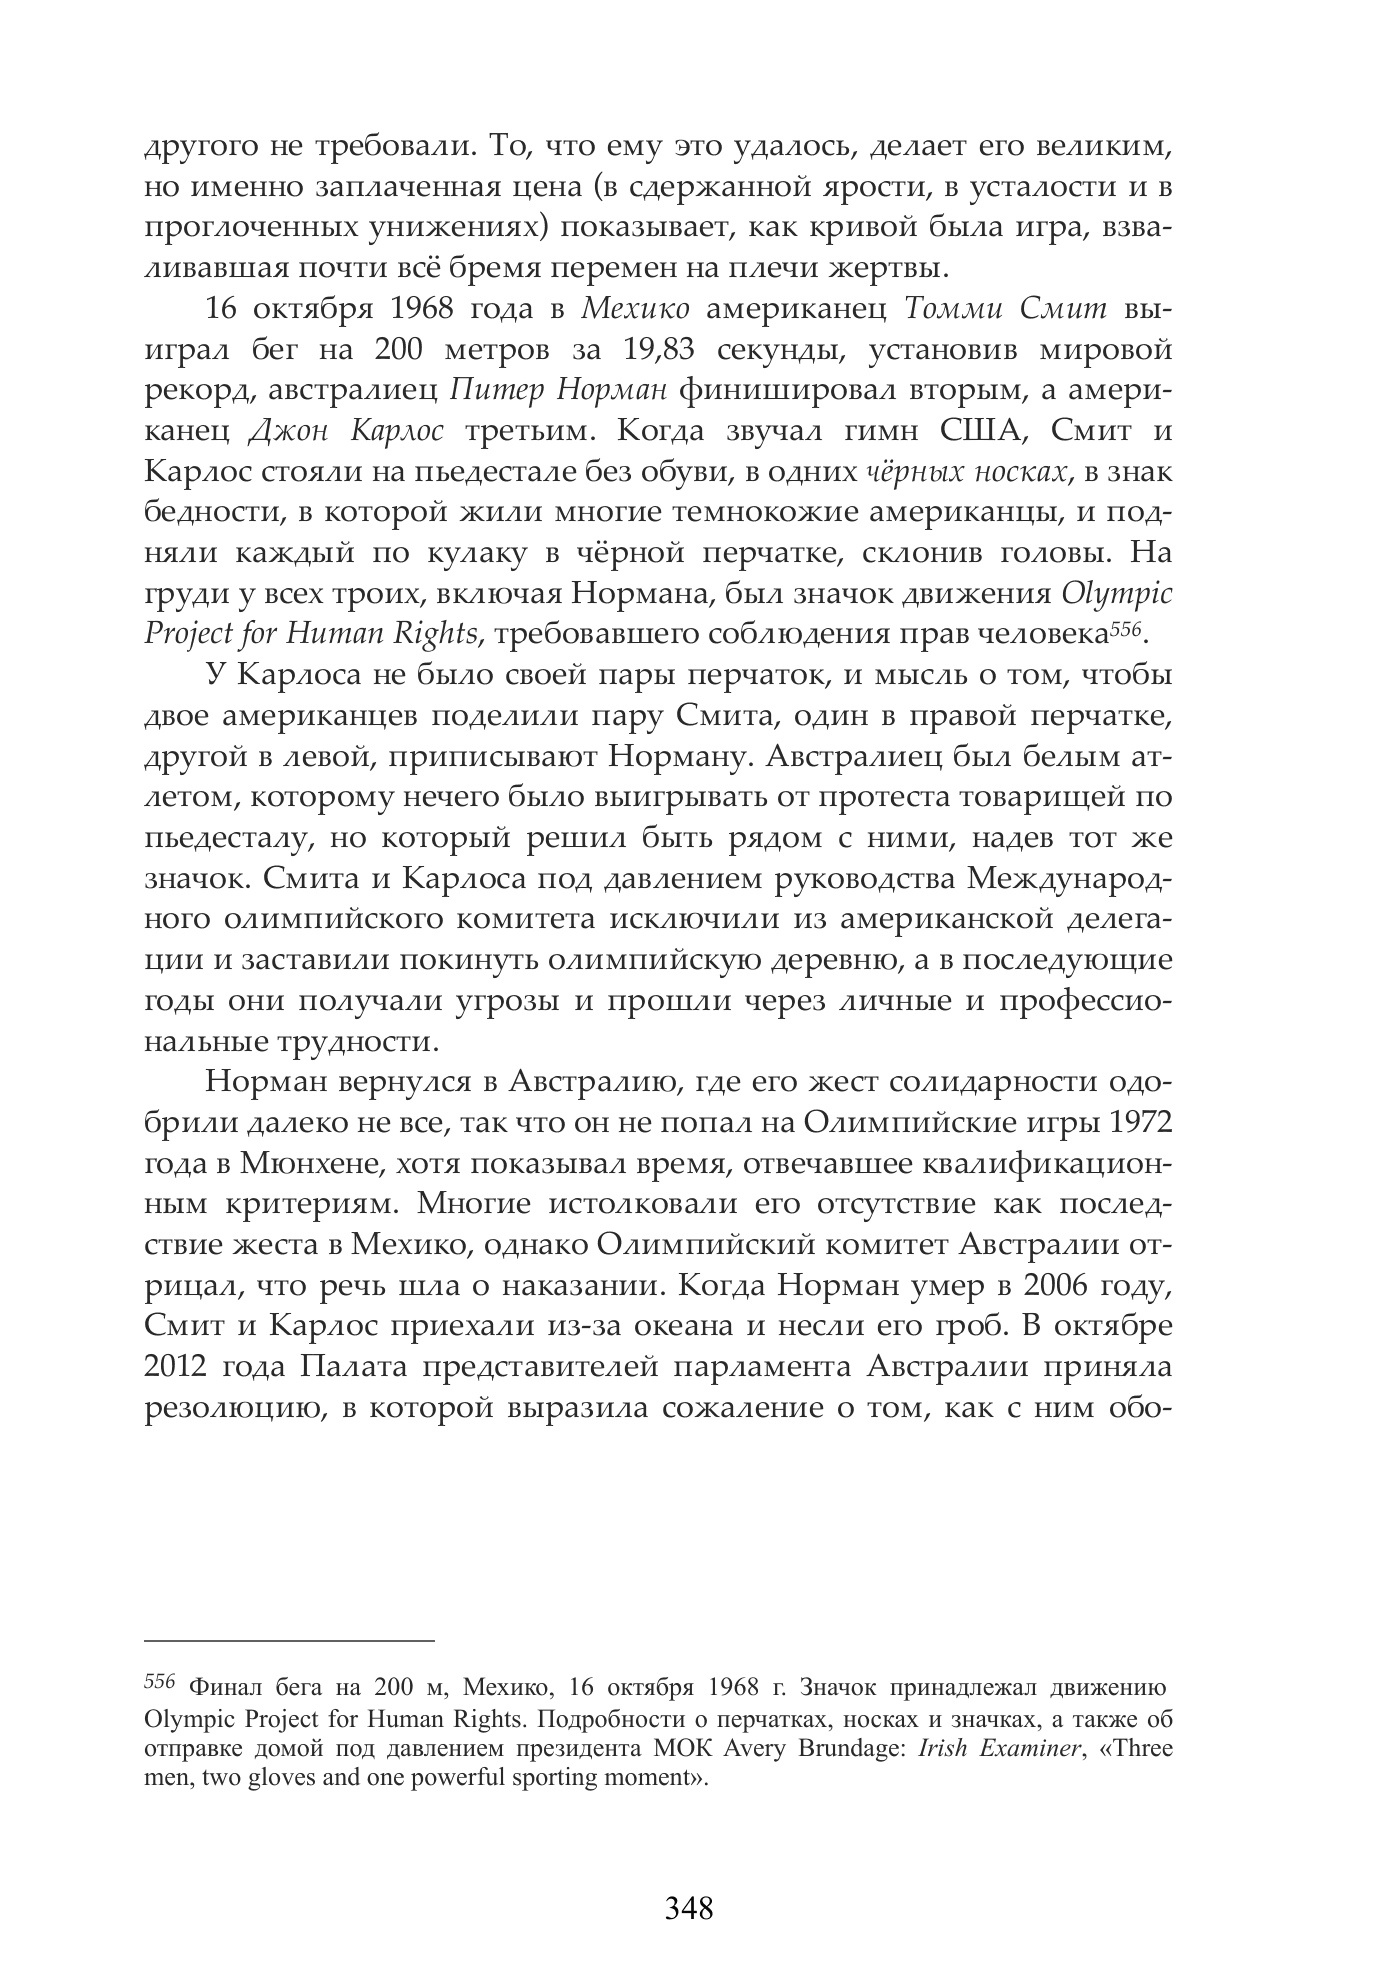 другого не требовали. То, что ему это удалось, делает его великим,
но именно заплаченная цена (в сдержанной ярости, в усталости и в
проглоченных унижениях) показывает, как кривой была игра, взва-
ливавшая почти всё бремя перемен на плечи жертвы.
16 октября 1968 года в Мехико американец Томми Смит вы-
играл бег на 200 метров за 19,83 секунды, установив мировой
рекорд, австралиец Питер Норман финишировал вторым, а амери-
канец Джон Карлос третьим. Когда звучал гимн США, Смит и
Карлос стояли на пьедестале без обуви, в одних чёрных носках, в знак
бедности, в которой жили многие темнокожие американцы, и под-
няли каждый по кулаку в чёрной перчатке, склонив головы. На
груди у всех троих, включая Нормана, был значок движения Olympic
Project for Human Rights, требовавшего соблюдения прав человека556.
У Карлоса не было своей пары перчаток, и мысль о том, чтобы
двое американцев поделили пару Смита, один в правой перчатке,
другой в левой, приписывают Норману. Австралиец был белым ат-
летом, которому нечего было выигрывать от протеста товарищей по
пьедесталу, но который решил быть рядом с ними, надев тот же
значок. Смита и Карлоса под давлением руководства Международ-
ного олимпийского комитета исключили из американской делега-
ции и заставили покинуть олимпийскую деревню, а в последующие
годы они получали угрозы и прошли через личные и профессио-
нальные трудности.
Норман вернулся в Австралию, где его жест солидарности одо-
брили далеко не все, так что он не попал на Олимпийские игры 1972
года в Мюнхене, хотя показывал время, отвечавшее квалификацион-
ным критериям. Многие истолковали его отсутствие как послед-
ствие жеста в Мехико, однако Олимпийский комитет Австралии от-
рицал, что речь шла о наказании. Когда Норман умер в 2006 году,
Смит и Карлос приехали из-за океана и несли его гроб. В октябре
2012 года Палата представителей парламента Австралии приняла
резолюцию, в которой выразила сожаление о том, как с ним обо-
556 Финал бега на 200 м, Мехико, 16 октября 1968 г. Значок принадлежал движению
Olympic Project for Human Rights. Подробности о перчатках, носках и значках, а также об
отправке домой под давлением президента МОК Avery Brundage: Irish Examiner, «Three
men, two gloves and one powerful sporting moment».
348